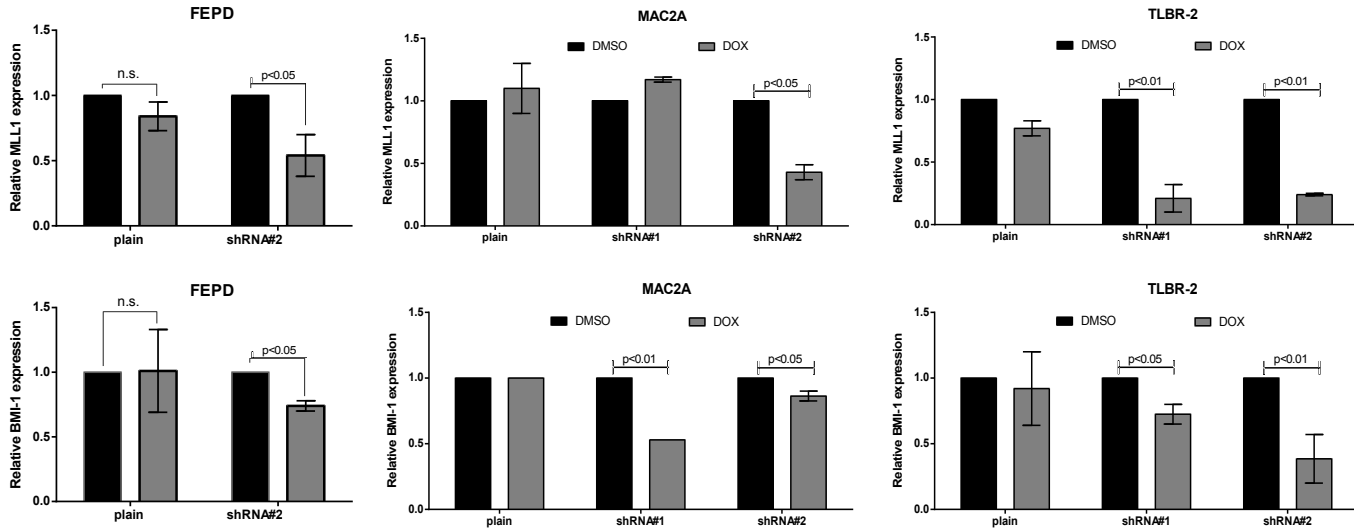 FEPD
Relative MLL1 expression
1.5
1.0
0.5
0.0
n.s.
p<0.05
plain
shRNA#2
MAC2A
Relative MLL1 expression
1.5
1.0
0.5
0.0
DMSO
DOX
p<0.05
plain
shRNA#1
shRNA#2
TLBR-2
Relative MLL1 expression
1.5
1.0
0.5
0.0
DMSO
DOX
p<0.01
p<0.01
plain
shRNA#1
shRNA#2
FEPD
Relative BMI-1 expression
1.5
1.0
0.5
0.0
n.s.
p<0.05
plain
shRNA#2
MAC2A
Relative BMI-1 expression
1.5
1.0
0.5
0.0
DMSO
DOX
p<0.01
p<0.05
plain
shRNA#1
shRNA#2
TLBR-2
Relative BMI-1 expression
1.5
1.0
0.5
0.0
DMSO
DOX
p<0.05
p<0.01
plain
shRNA#1
shRNA#2